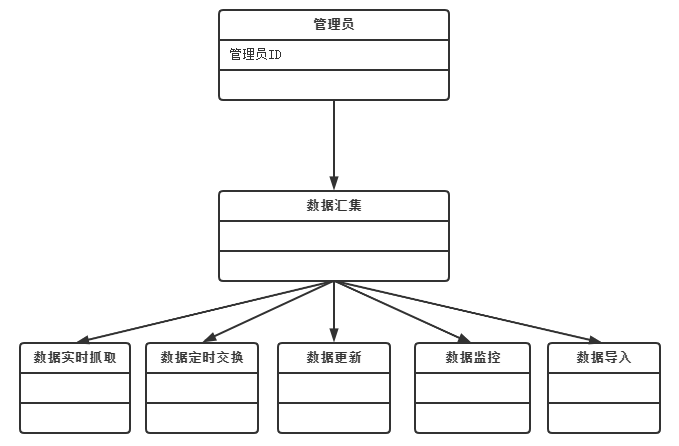 管理员
管理员ID
数据汇集
数据实时抓取
数据定时交换
数据更新
数据监控
数据导入